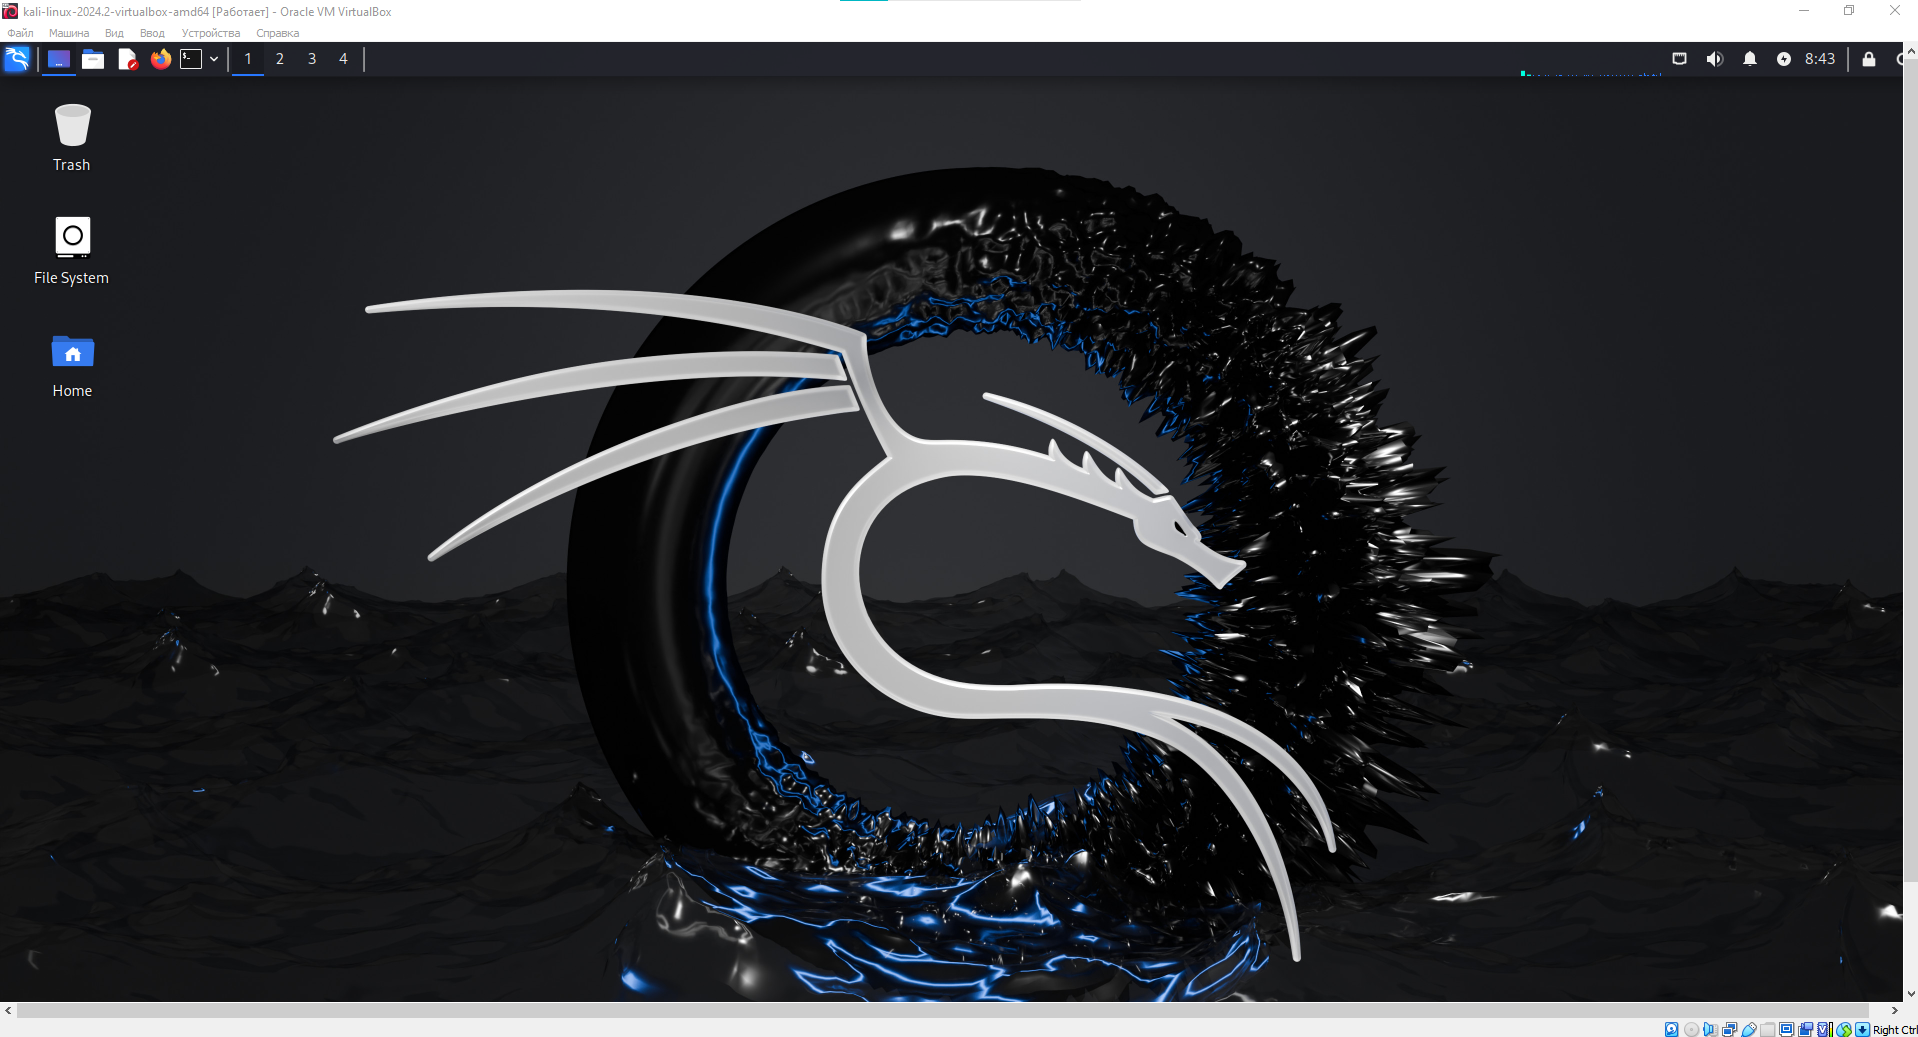 kali-linux-2024.2-virtualbox-amd64 [Работает] - Oracle VM VirtualBox
Файл Машина Вид Ввод Устройства Справка
1 2 3 4 8:43
Trash
File System
Home
Right Ctrl